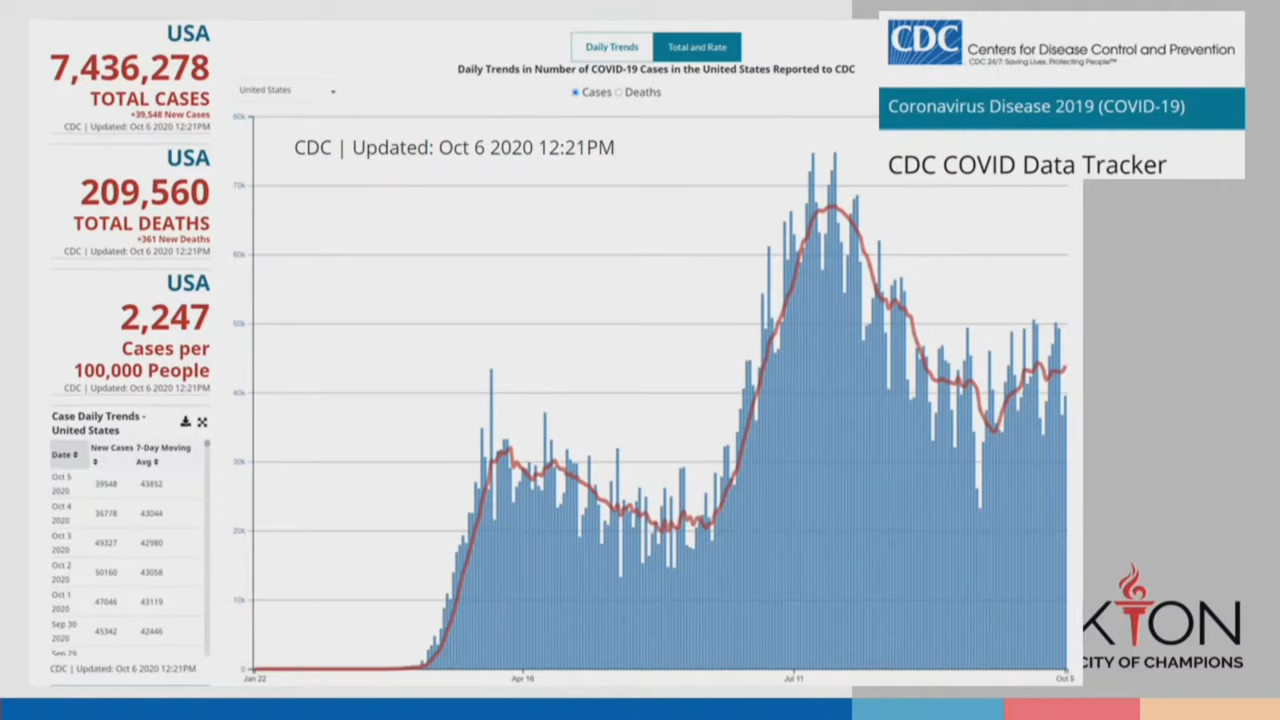 USA
7,436,278
TOTAL CASES
+39,548 New Cases
CDC | Updated: Oct 6 2020 12:21PM
USA
209,560
TOTAL DEATHS
+361 New Deaths
CDC | Updated: Oct 6 2020 12:21PM
USA
2,247
Cases per
100,000 People
CDC | Updated: Oct 6 2020 12:21PM
Case Daily Trends -
United States
Date New Cases 7-Day Moving
Avg
Oct 5
2020 39548 43852
Oct 4
2020 36778 43044
Oct 3
2020 49327 42980
Oct 2
2020 50160 43058
Oct 1
2020 47046 43119
Sep 30
2020 45342 42446
Sep 29
CDC | Updated: Oct 6 2020 12:21PM
Daily Trends Total and Rate
Daily Trends in Number of COVID-19 Cases in the United States Reported to CDC
United States
Cases Deaths
CDC | Updated: Oct 6 2020 12:21PM
80k
70k
60k
50k
40k
30k
20k
10k
0
Jan 22 Apr 16 Jul 11 Oct 5
CDC Centers for Disease Control and Prevention
CDC 24/7: Saving Lives, Protecting People™
Coronavirus Disease 2019 (COVID-19)
CDC COVID Data Tracker
KTON
CITY OF CHAMPIONS